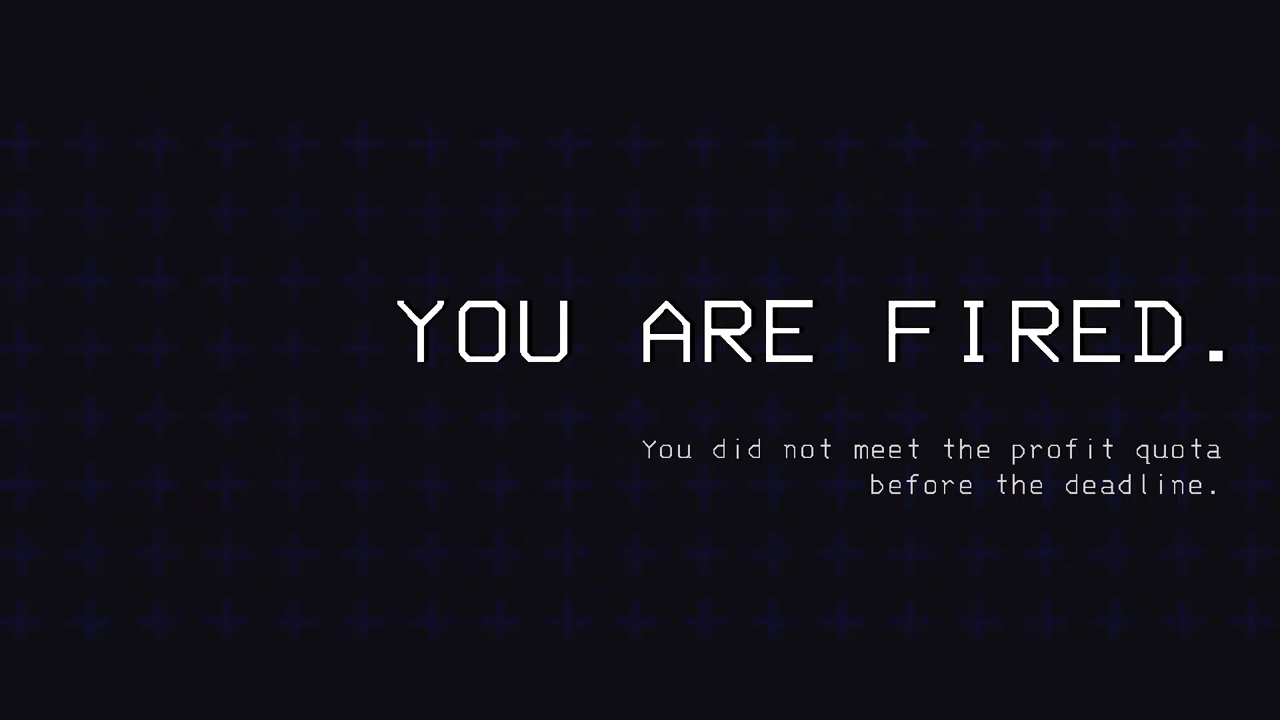 YOU ARE FIRED.
You did not meet the profit quota
before the deadline.